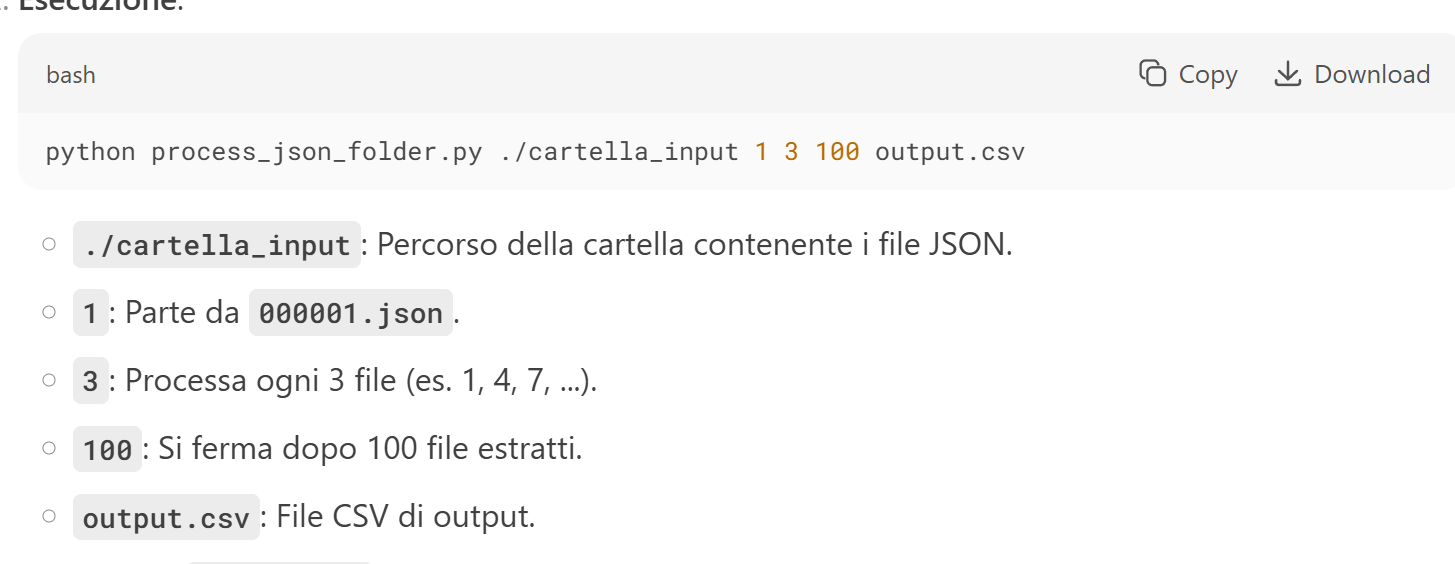 Esecuzione:
bash Copy Download
python process_json_folder.py ./cartella_input 1 3 100 output.csv
./cartella_input: Percorso della cartella contenente i file JSON.
1: Parte da 000001.json.
3: Processa ogni 3 file (es. 1, 4, 7, ...).
100: Si ferma dopo 100 file estratti.
output.csv: File CSV di output.